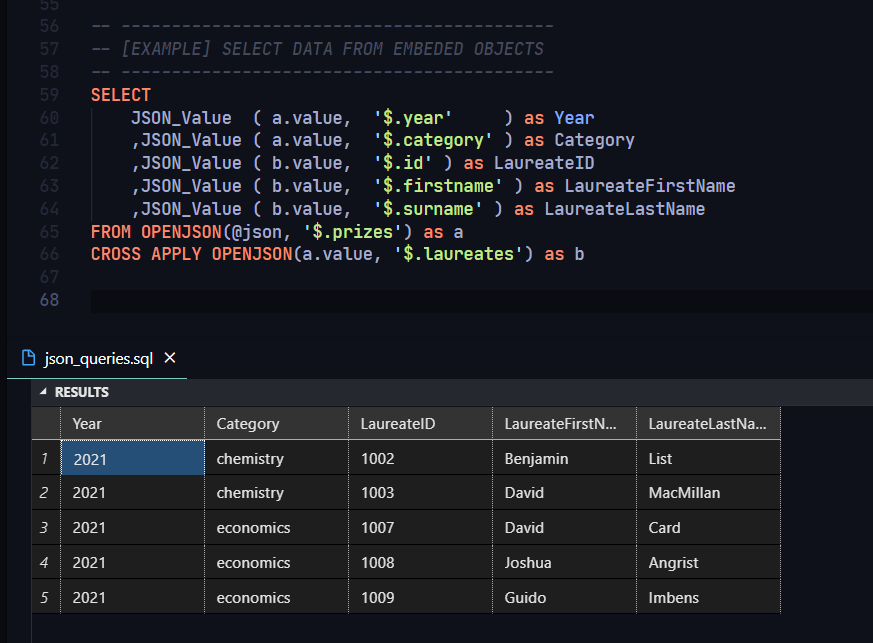 55
56 -- -------------------------------------------
57 -- [EXAMPLE] SELECT DATA FROM EMBEDED OBJECTS
58 -- -------------------------------------------
59 SELECT
60 JSON_Value ( a.value, '$.year' ) as Year
61 ,JSON_Value ( a.value, '$.category' ) as Category
62 ,JSON_Value ( b.value, '$.id' ) as LaureateID
63 ,JSON_Value ( b.value, '$.firstname' ) as LaureateFirstName
64 ,JSON_Value ( b.value, '$.surname' ) as LaureateLastName
65 FROM OPENJSON(@json, '$.prizes') as a
66 CROSS APPLY OPENJSON(a.value, '$.laureates') as b
67
68
json_queries.sql ×
RESULTS
Year Category LaureateID LaureateFirstN... LaureateLastNa...
1 2021 chemistry 1002 Benjamin List
2 2021 chemistry 1003 David MacMillan
3 2021 economics 1007 David Card
4 2021 economics 1008 Joshua Angrist
5 2021 economics 1009 Guido Imbens